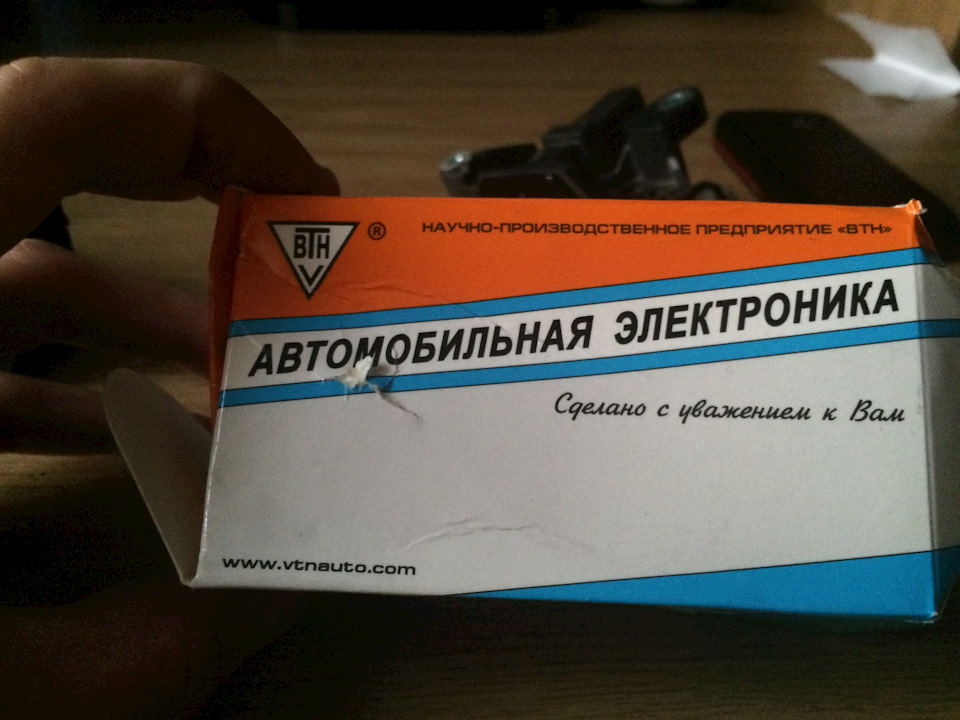 ВТН
®
НАУЧНО-ПРОИЗВОДСТВЕННОЕ ПРЕДПРИЯТИЕ «ВТН»
АВТОМОБИЛЬНАЯ ЭЛЕКТРОНИКА
Сделано с уважением к Вам
www.vtnauto.com